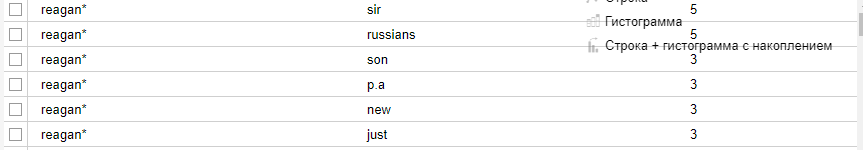 Строка
reagan* sir 5
Гистограмма
reagan* russians 5
Строка + гистограмма с накоплением
reagan* son 3
reagan* p.a 3
reagan* new 3
reagan* just 3